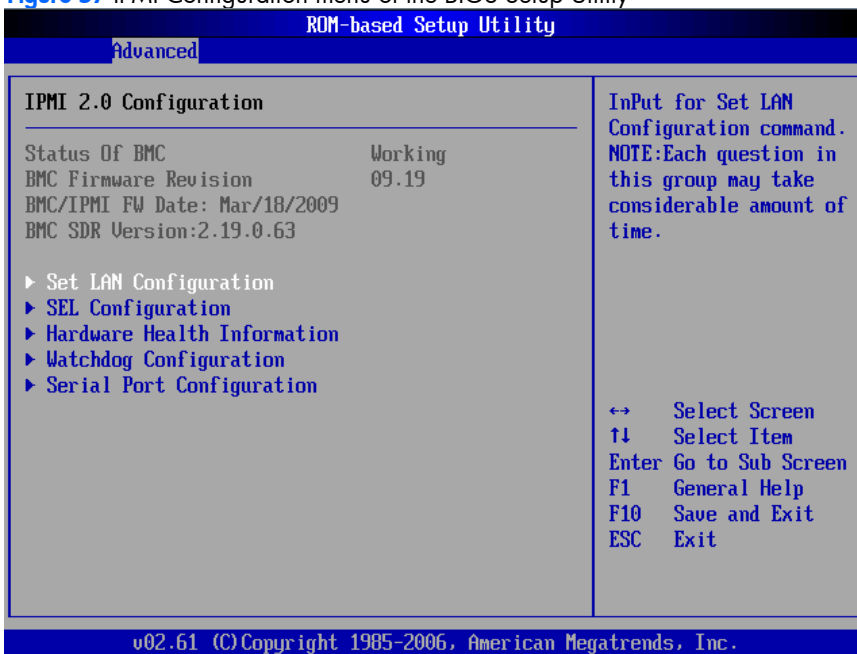 ROM-based Setup Utility
Advanced
IPMI 2.0 Configuration
Status Of BMC Working
BMC Firmware Revision 09.19
BMC/IPMI FW Date: Mar/18/2009
BMC SDR Version:2.19.0.63
▶ Set LAN Configuration
▶ SEL Configuration
▶ Hardware Health Information
▶ Watchdog Configuration
▶ Serial Port Configuration
InPut for Set LAN
Configuration command.
NOTE:Each question in
this group may take
considerable amount of
time.
↔ Select Screen
↑↓ Select Item
Enter Go to Sub Screen
F1 General Help
F10 Save and Exit
ESC Exit
v02.61 (C)Copyright 1985-2006, American Megatrends, Inc.